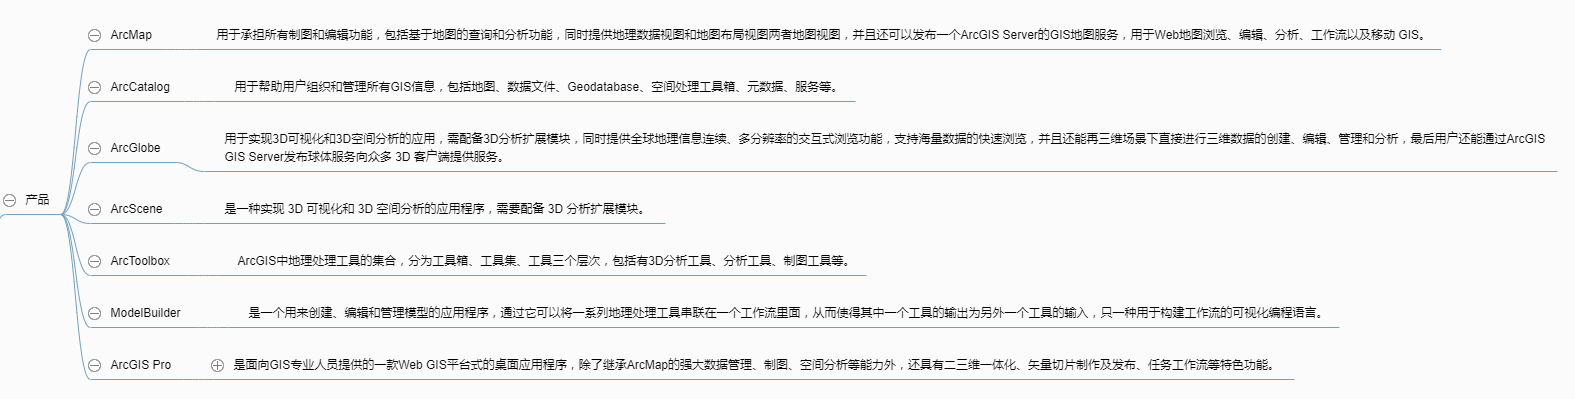 产品
ArcMap
用于承担所有制图和编辑功能，包括基于地图的查询和分析功能，同时提供地理数据视图和地图布局视图两者地图视图，并且还可以发布一个ArcGIS Server的GIS地图服务，用于Web地图浏览、编辑、分析、工作流以及移动 GIS。
ArcCatalog
用于帮助用户组织和管理所有GIS信息，包括地图、数据文件、Geodatabase、空间处理工具箱、元数据、服务等。
ArcGlobe
用于实现3D可视化和3D空间分析的应用，需配备3D分析扩展模块，同时提供全球地理信息连续、多分辨率的交互式浏览功能，支持海量数据的快速浏览，并且还能再三维场景下直接进行三维数据的创建、编辑、管理和分析，最后用户还能通过ArcGIS
GIS Server发布球体服务向众多 3D 客户端提供服务。
ArcScene
是一种实现 3D 可视化和 3D 空间分析的应用程序，需要配备 3D 分析扩展模块。
ArcToolbox
ArcGIS中地理处理工具的集合，分为工具箱、工具集、工具三个层次，包括有3D分析工具、分析工具、制图工具等。
ModelBuilder
是一个用来创建、编辑和管理模型的应用程序，通过它可以将一系列地理处理工具串联在一个工作流里面，从而使得其中一个工具的输出为另外一个工具的输入，只一种用于构建工作流的可视化编程语言。
ArcGIS Pro
是面向GIS专业人员提供的一款Web GIS平台式的桌面应用程序，除了继承ArcMap的强大数据管理、制图、空间分析等能力外，还具有二三维一体化、矢量切片制作及发布、任务工作流等特色功能。